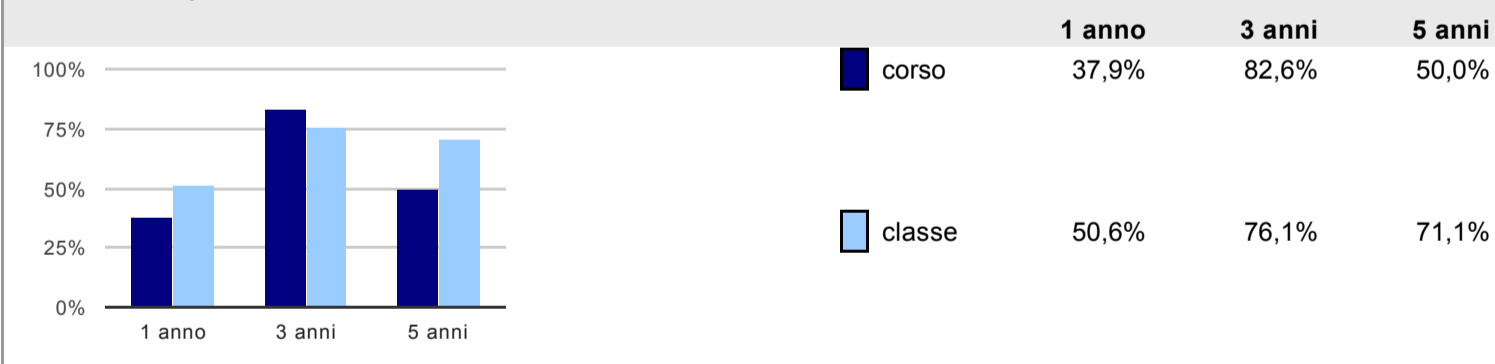 1 anno 3 anni 5 anni
100%
75%
50%
25%
0%
1 anno 3 anni 5 anni
corso 37,9% 82,6% 50,0%
classe 50,6% 76,1% 71,1%